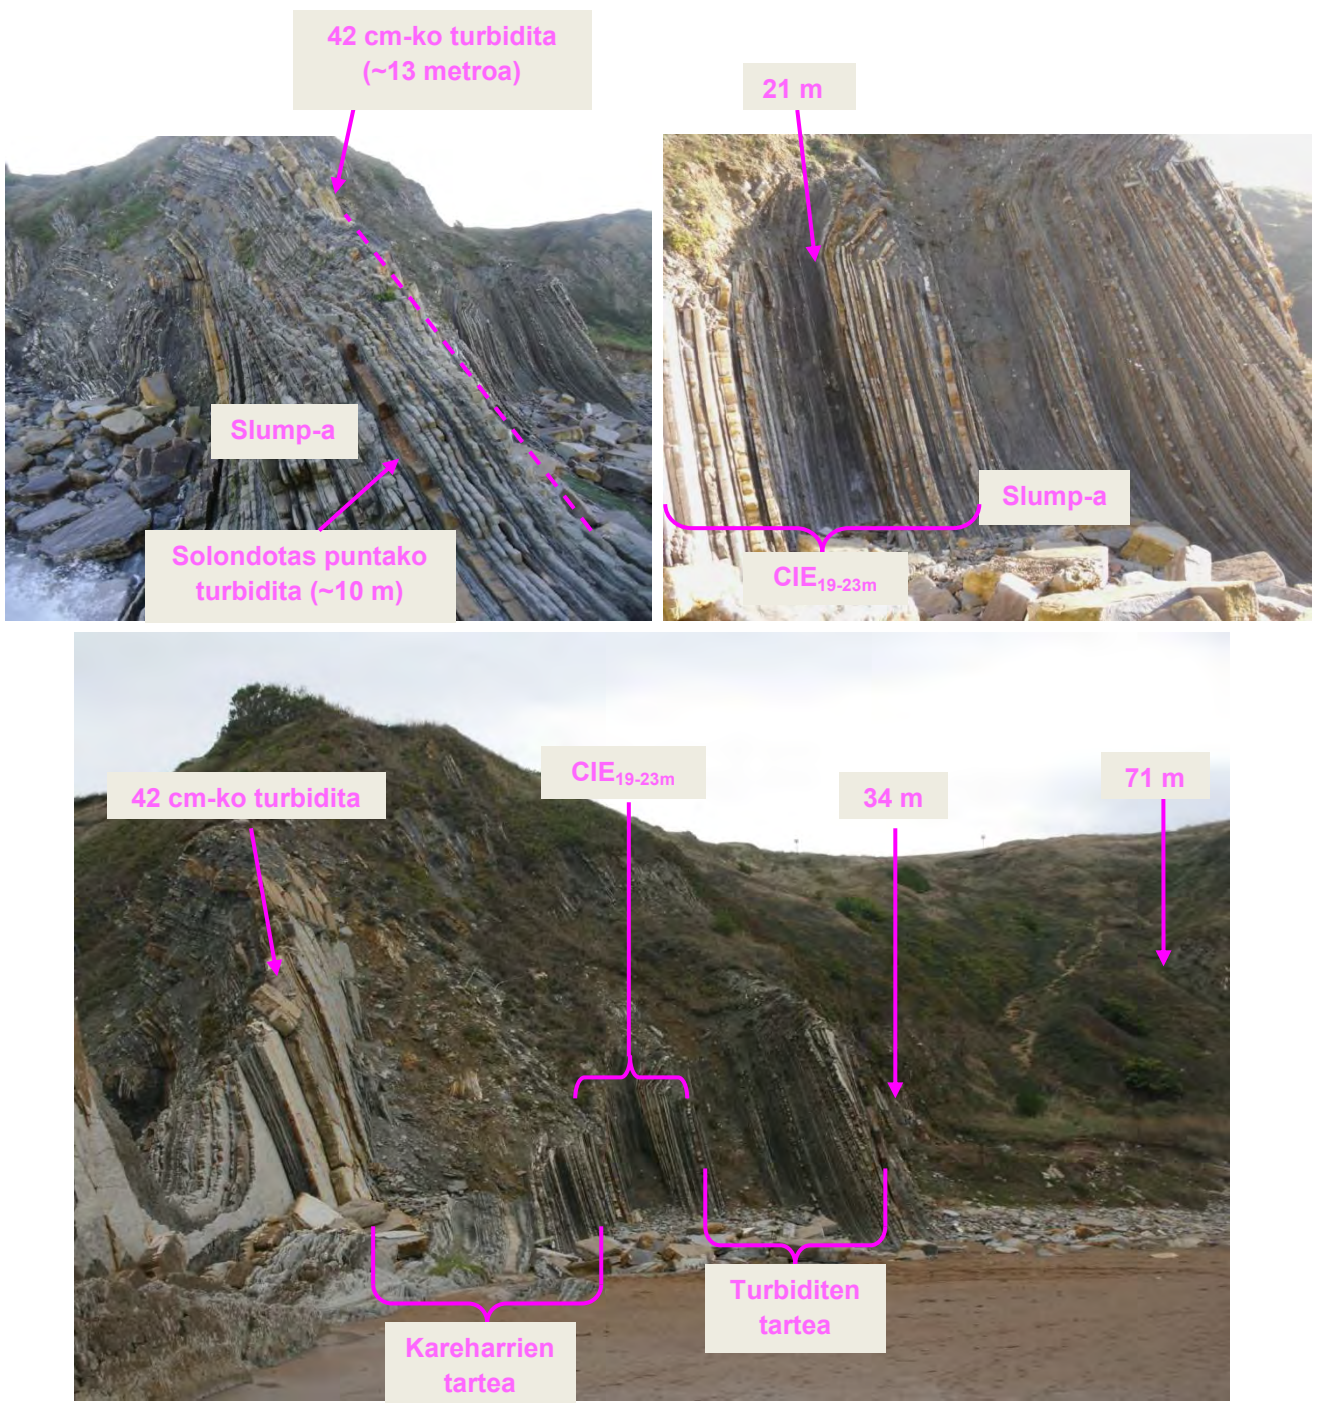 42 cm-ko turbidita
(~13 metroa)
21 m
Slump-a
Solondotas puntako
turbidita (~10 m)
Slump-a
CIE19-23m
CIE19-23m
42 cm-ko turbidita
34 m
71 m
Turbiditen
tartea
Kareharrien
tartea